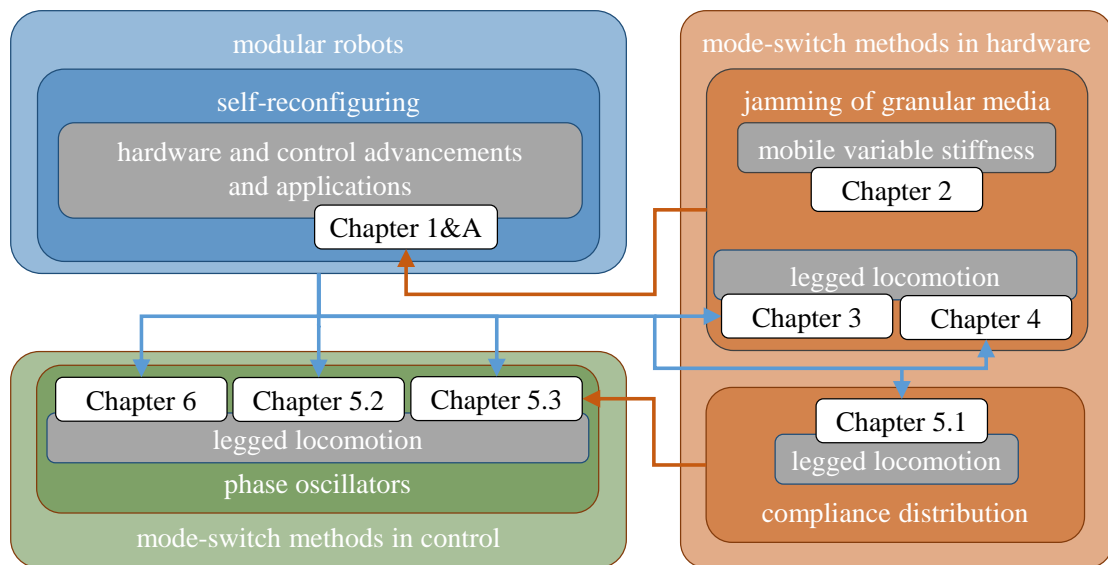 modular robots
self-reconfiguring
hardware and control advancements
and applications
Chapter 1&A
mode-switch methods in hardware
jamming of granular media
mobile variable stiffness
Chapter 2
legged locomotion
Chapter 3
Chapter 4
Chapter 6
Chapter 5.2
Chapter 5.3
legged locomotion
phase oscillators
mode-switch methods in control
Chapter 5.1
legged locomotion
compliance distribution